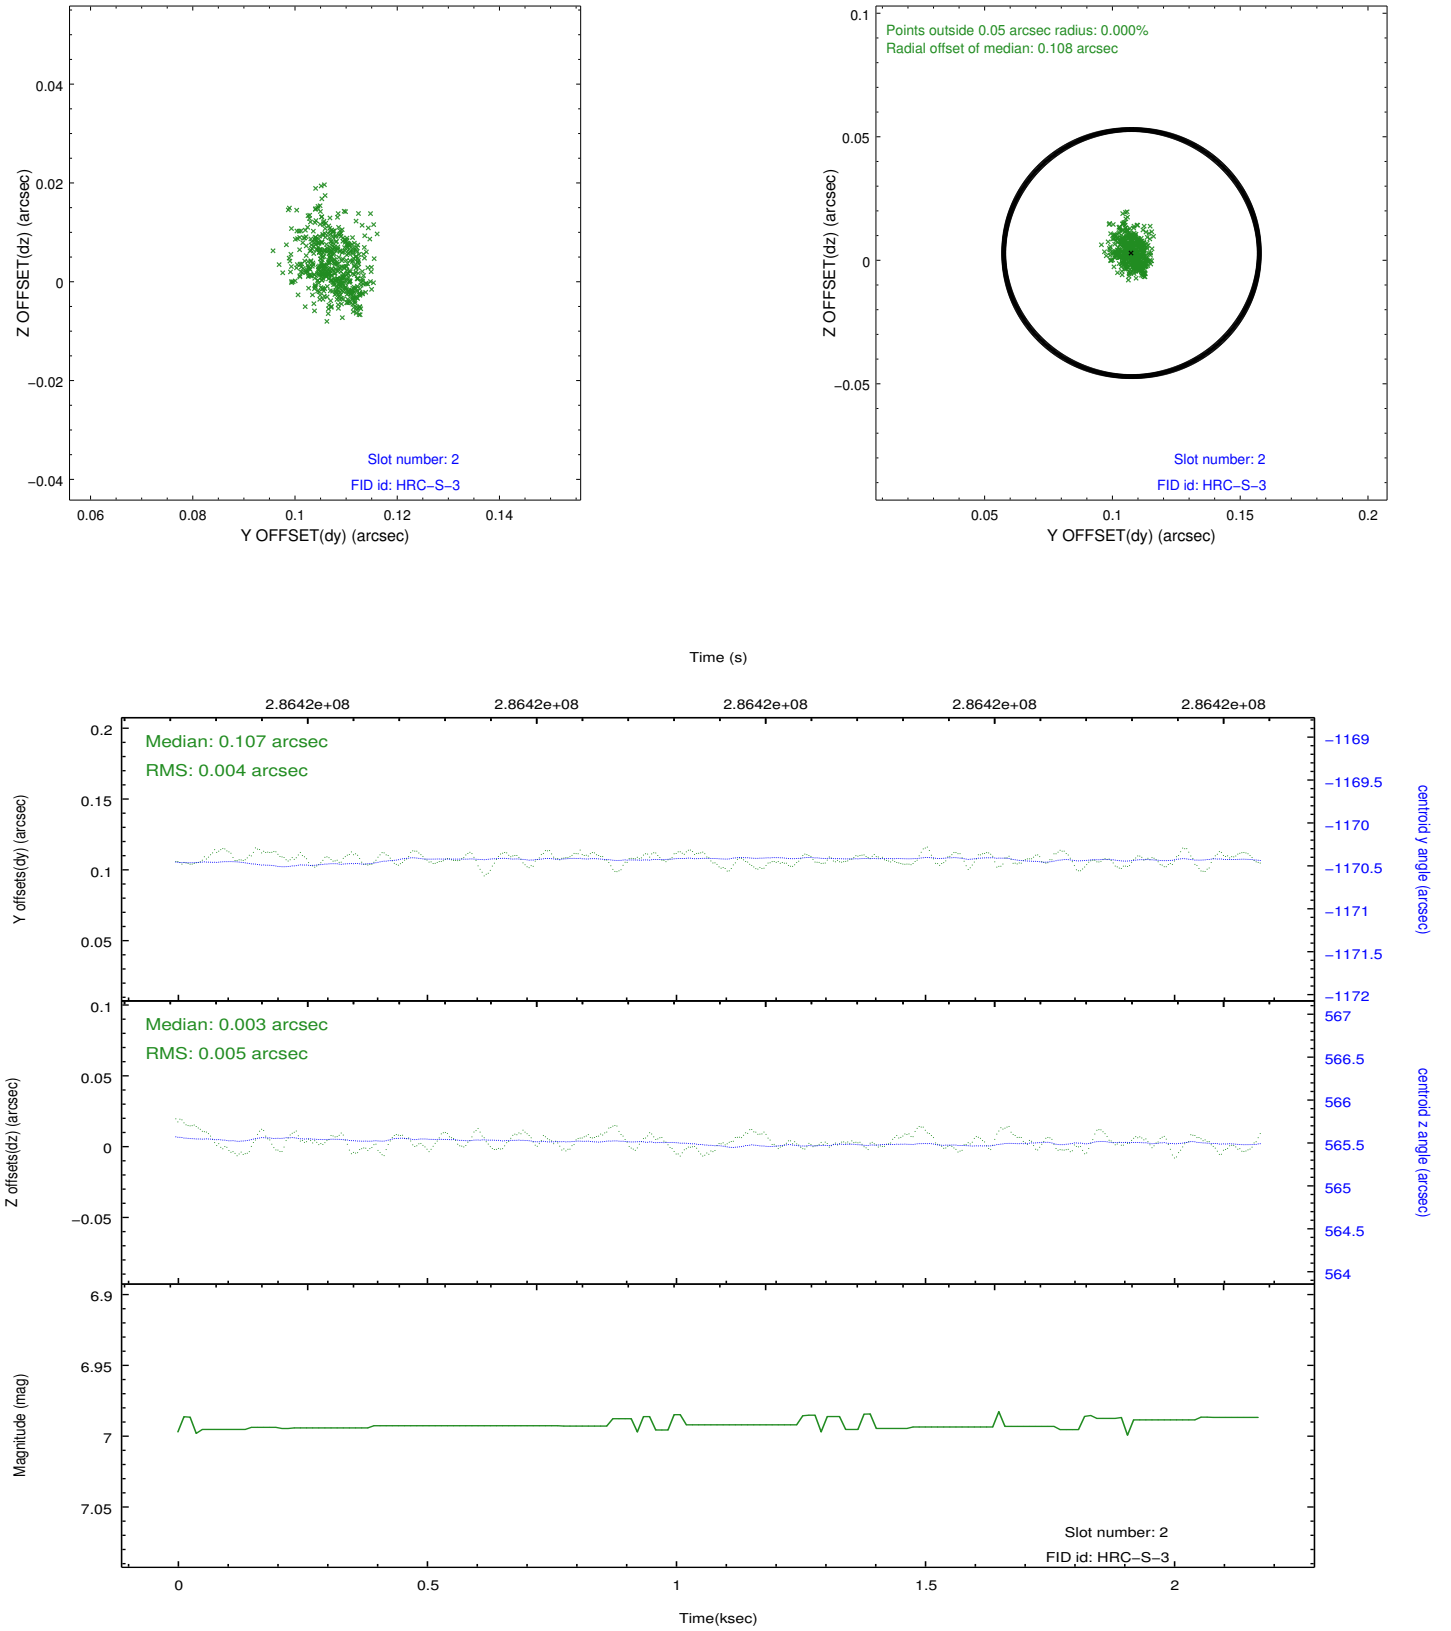 0.04
0.02
0
−0.02
−0.04
Z OFFSET(dz) (arcsec)
Slot number: 2
FID id: HRC−S−3
0.06
0.08
0.1
0.12
0.14
Y OFFSET(dy) (arcsec)
Points outside 0.05 arcsec radius: 0.000%
Radial offset of median: 0.108 arcsec
0.1
0.05
0
−0.05
Z OFFSET(dz) (arcsec)
Slot number: 2
FID id: HRC−S−3
0.05
0.1
0.15
0.2
Y OFFSET(dy) (arcsec)
Time (s)
2.8642e+08
2.8642e+08
2.8642e+08
2.8642e+08
2.8642e+08
Median: 0.107 arcsec
RMS: 0.004 arcsec
0.2
0.15
0.1
0.05
Y offsets(dy) (arcsec)
−1169
−1169.5
−1170
−1170.5
−1171
−1171.5
−1172
centroid y angle (arcsec)
Median: 0.003 arcsec
RMS: 0.005 arcsec
0.1
0.05
0
−0.05
Z offsets(dz) (arcsec)
567
566.5
566
565.5
565
564.5
564
centroid z angle (arcsec)
6.9
6.95
7
7.05
Magnitude (mag)
Slot number: 2
FID id: HRC−S−3
0
0.5
1
1.5
2
Time(ksec)